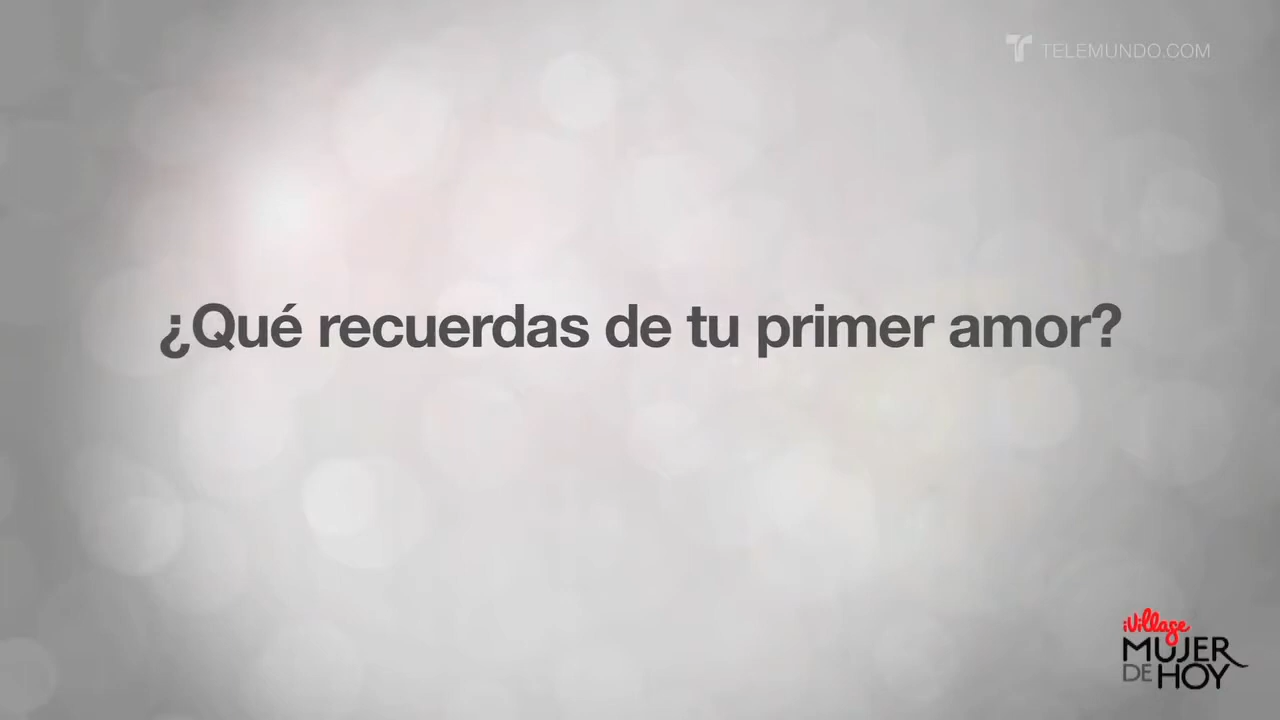 TELEMUNDO.COM
¿Qué recuerdas de tu primer amor?
iVillage
MUJER
DE HOY